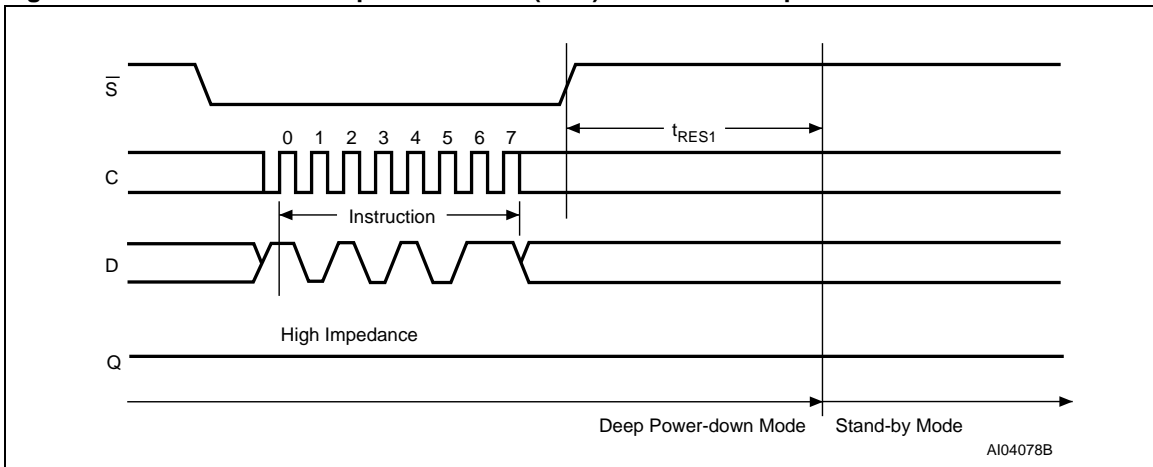 S
0 1 2 3 4 5 6 7
tRES1
C
Instruction
D
High Impedance
Q
Deep Power-down Mode Stand-by Mode
AI04078B